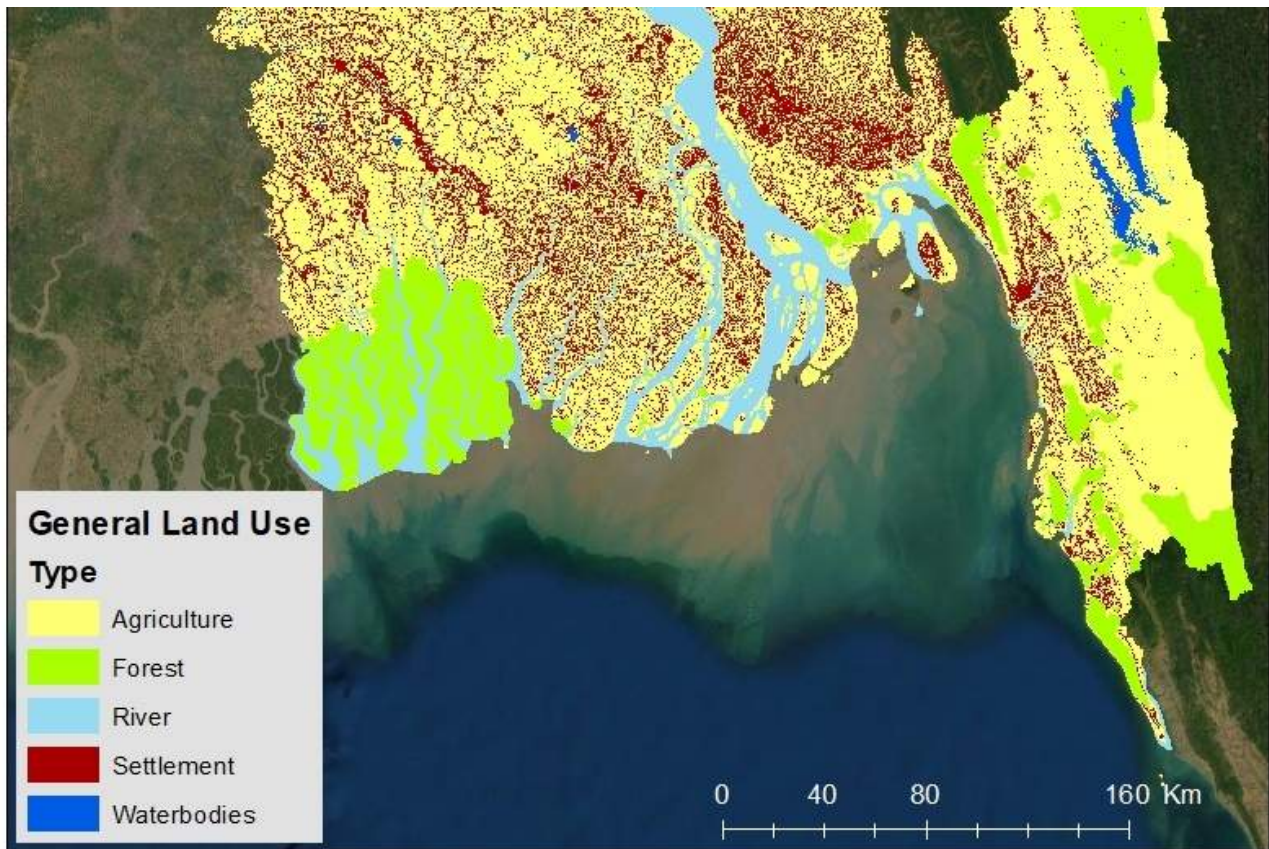 General Land Use
Type
Agriculture
Forest
River
Settlement
Waterbodies
0 40 80 160 Km